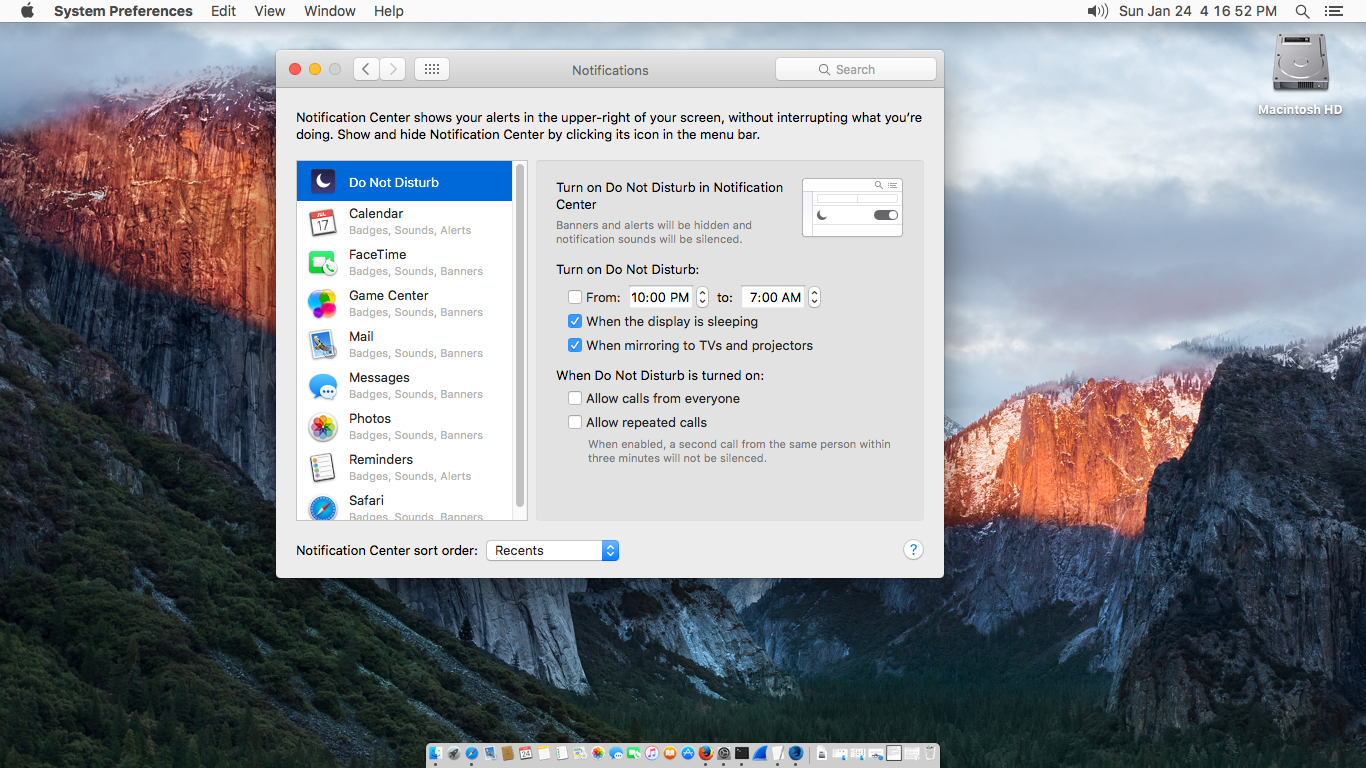 System Preferences Edit View Window Help Sun Jan 24 4 16 52 PM
Notifications
Search
Macintosh HD
Notification Center shows your alerts in the upper-right of your screen, without interrupting what you're
doing. Show and hide Notification Center by clicking its icon in the menu bar.
Do Not Disturb
JUL
17
Calendar
Badges, Sounds, Alerts
FaceTime
Badges, Sounds, Banners
Game Center
Badges, Sounds, Banners
Mail
Badges, Sounds, Banners
Messages
Badges, Sounds, Banners
Photos
Badges, Sounds, Banners
Reminders
Badges, Sounds, Alerts
Safari
Badges, Sounds, Banners
Turn on Do Not Disturb in Notification
Center
Banners and alerts will be hidden and
notification sounds will be silenced.
Turn on Do Not Disturb:
From: 10:00 PM to: 7:00 AM
When the display is sleeping
When mirroring to TVs and projectors
When Do Not Disturb is turned on:
Allow calls from everyone
Allow repeated calls
When enabled, a second call from the same person within
three minutes will not be silenced.
Notification Center sort order: Recents
?
24